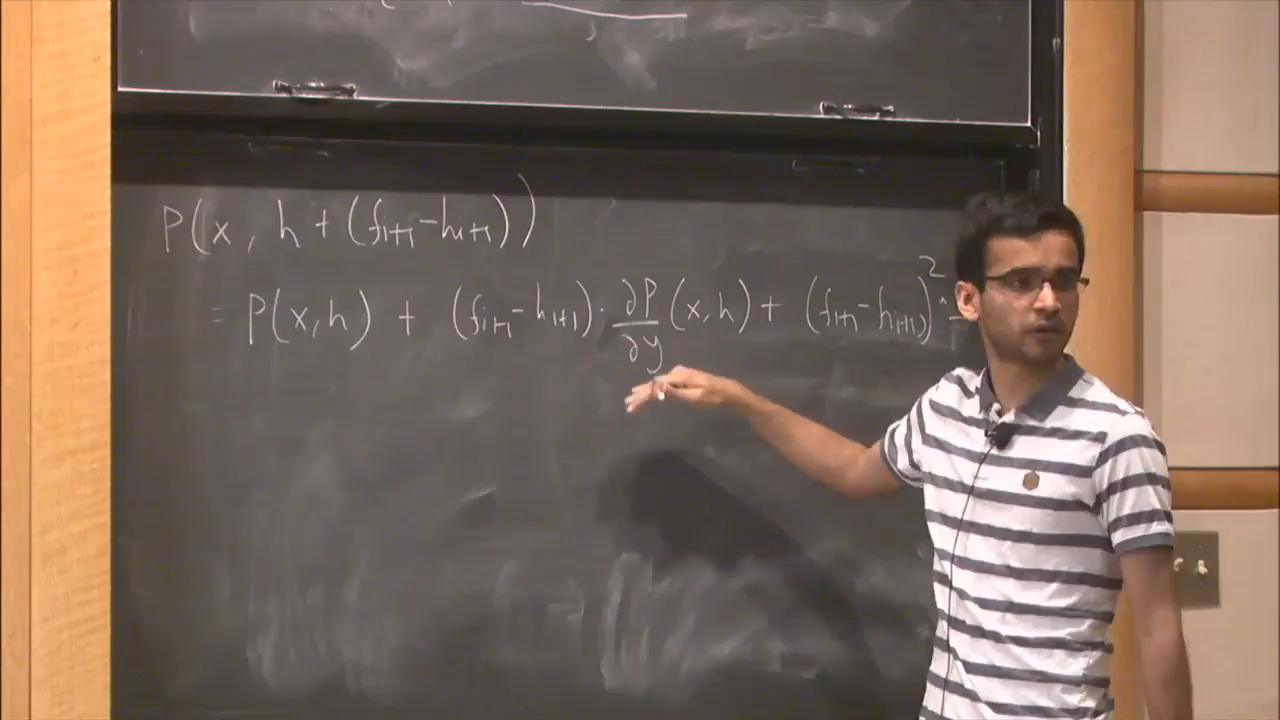 P(x, h + (f_{i+1} - h_{i+1}))
= P(x,h) + (f_{i+1} - h_{i+1}) · ∂P/∂y (x,h) + (f_{i+1} - h_{i+1})^2 ·